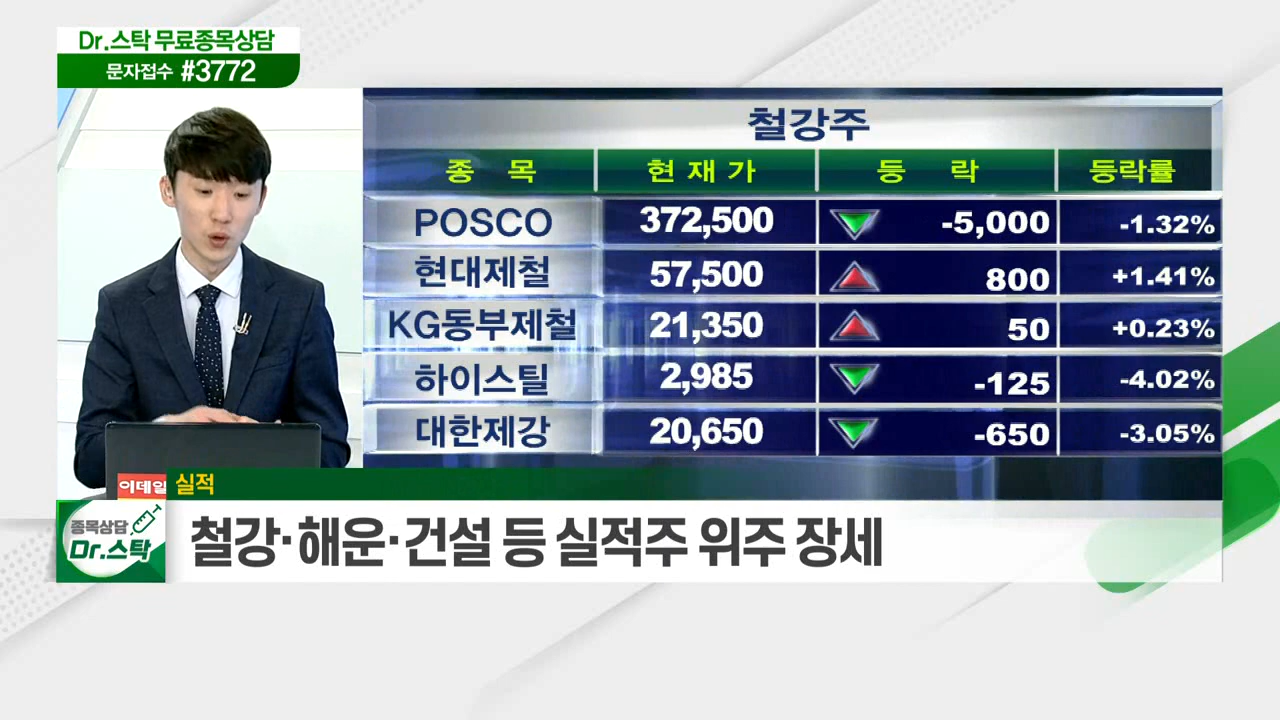 Dr.스탁 무료종목상담
문자접수 #3772
철강주
종 목 현재가 등 락 등락률
POSCO 372,500 -5,000 -1.32%
현대제철 57,500 800 +1.41%
KG동부제철 21,350 50 +0.23%
하이스틸 2,985 -125 -4.02%
대한제강 20,650 -650 -3.05%
이데일 실적
종목상담
Dr.스탁
철강·해운·건설 등 실적주 위주 장세